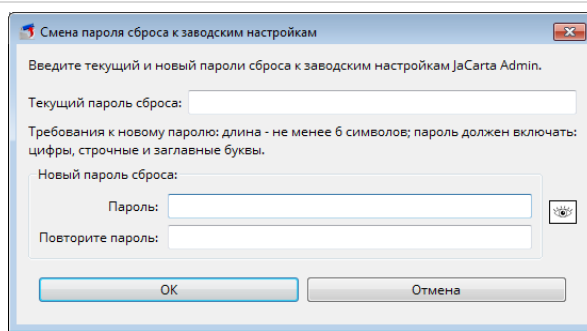 Смена пароля сброса к заводским настройкам
Введите текущий и новый пароли сброса к заводским настройкам JaCarta Admin.
Текущий пароль сброса:
Требования к новому паролю: длина - не менее 6 символов; пароль должен включать:
цифры, строчные и заглавные буквы.
Новый пароль сброса:
Пароль:
Повторите пароль:
ОК Отмена